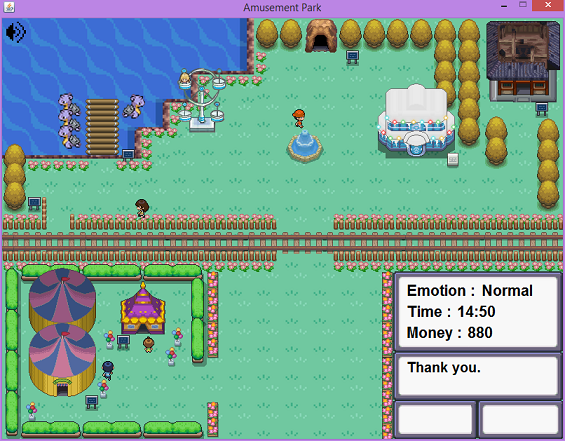 Amusement Park
Emotion : Normal
Time : 14:50
Money : 880
Thank you.